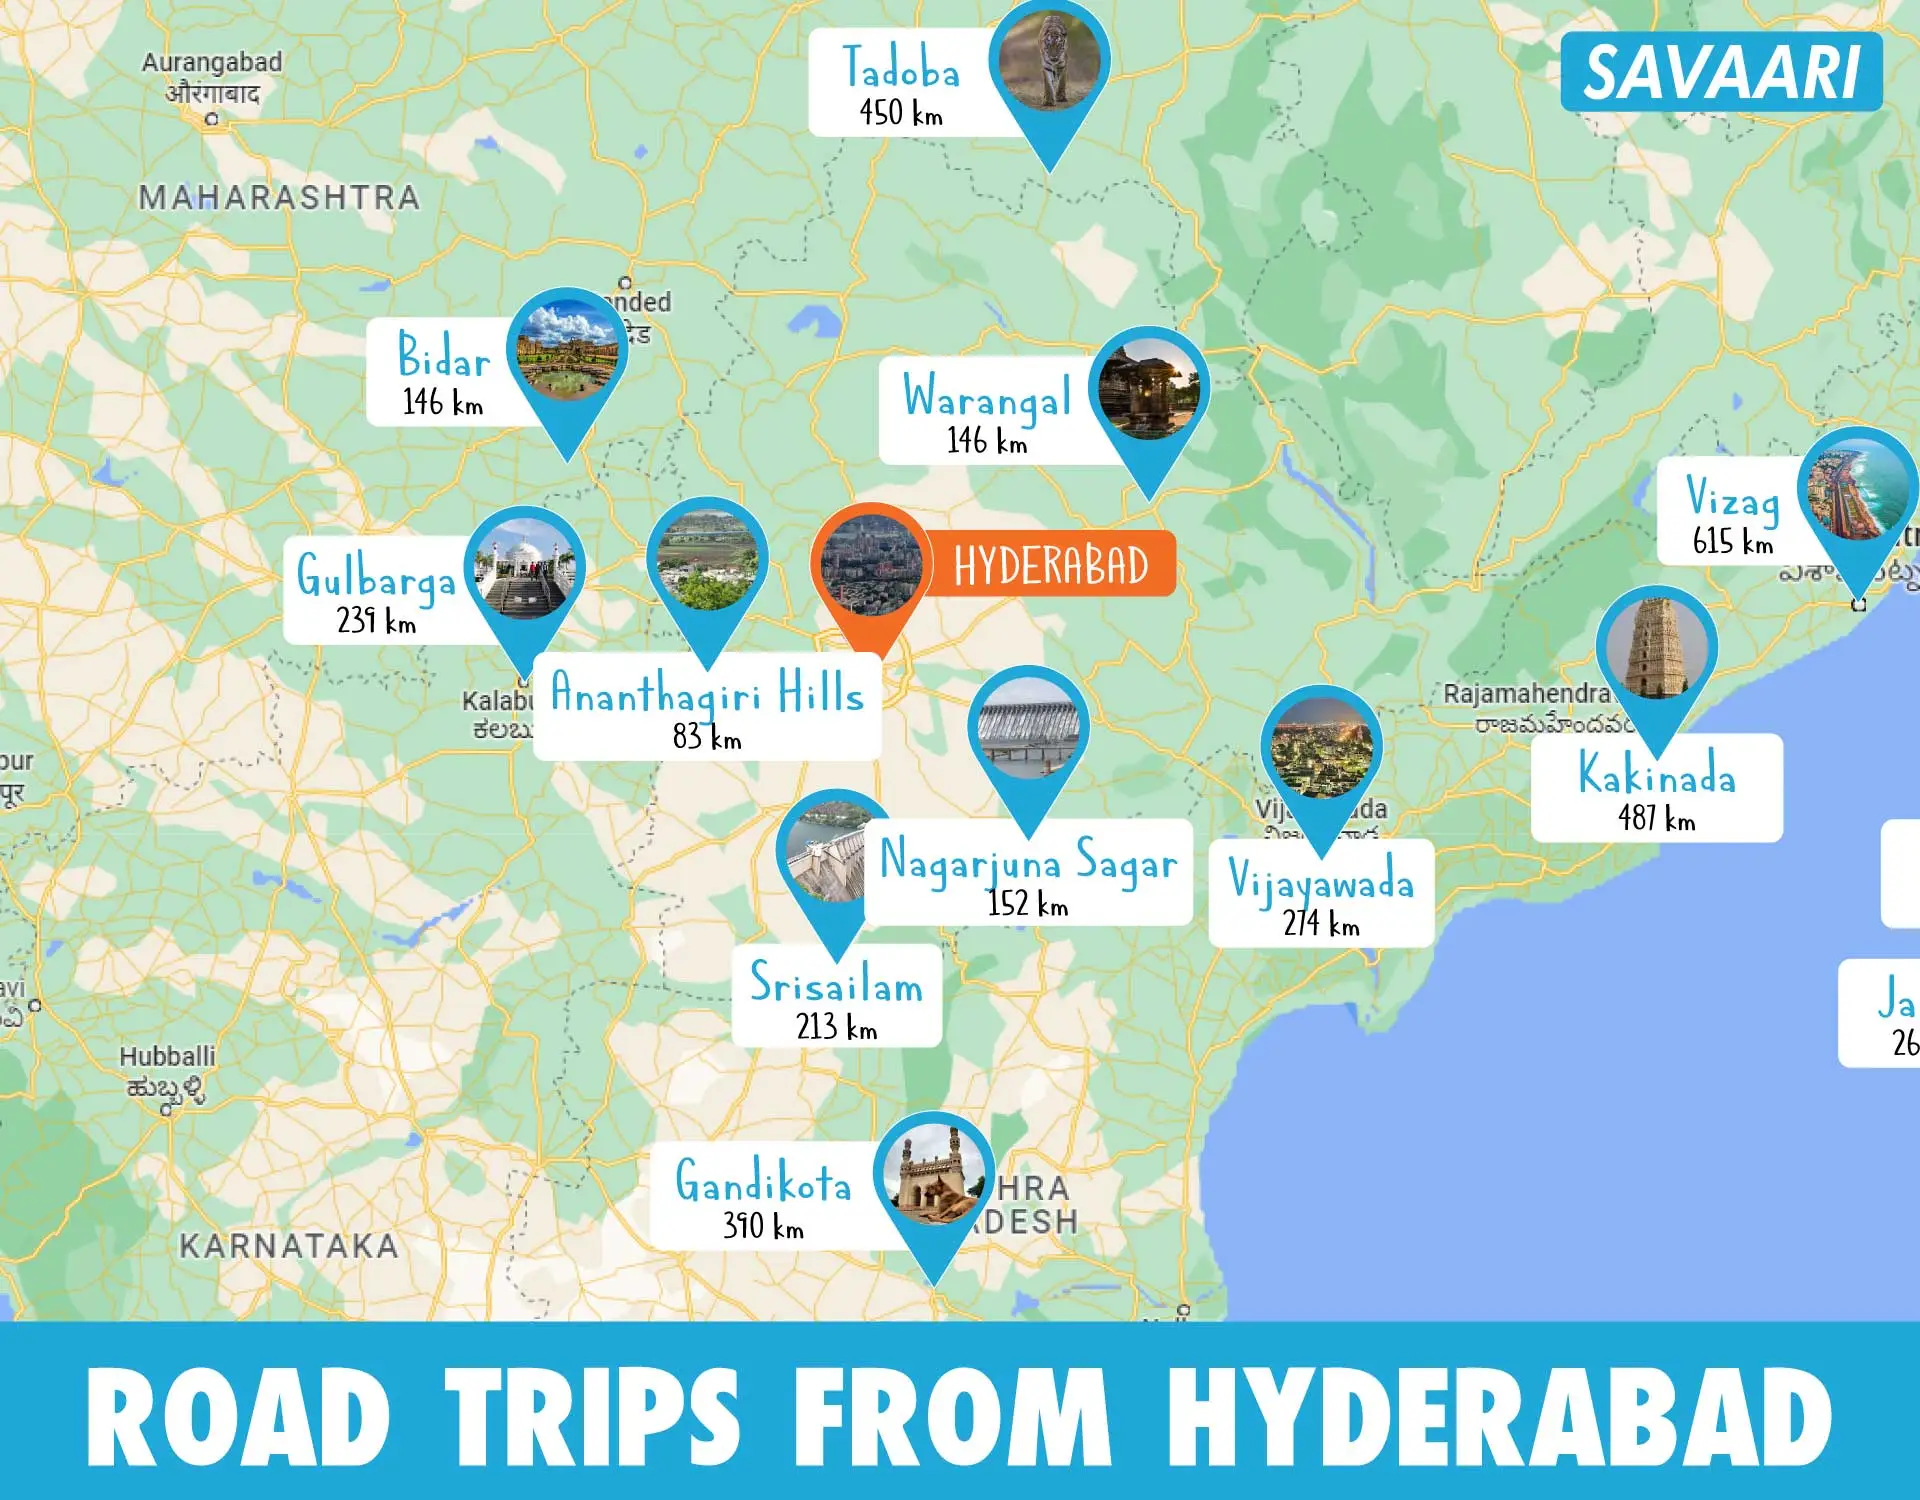 SAVAARI
Tadoba
450 km
Aurangabad
औरंगाबाद
MAHARASHTRA
Bidar
146 km
Warangal
146 km
Vizag
615 km
Gulbarga
239 km
HYDERABAD
Ananthagiri Hills
83 km
Rajamahendra
Kakinada
487 km
Nagarjuna Sagar
152 km
Vijayawada
274 km
Srisailam
213 km
Hubballi
ಹುಬ್ಬಳ್ಳಿ
Gandikota
390 km
KARNATAKA
ROAD TRIPS FROM HYDERABAD